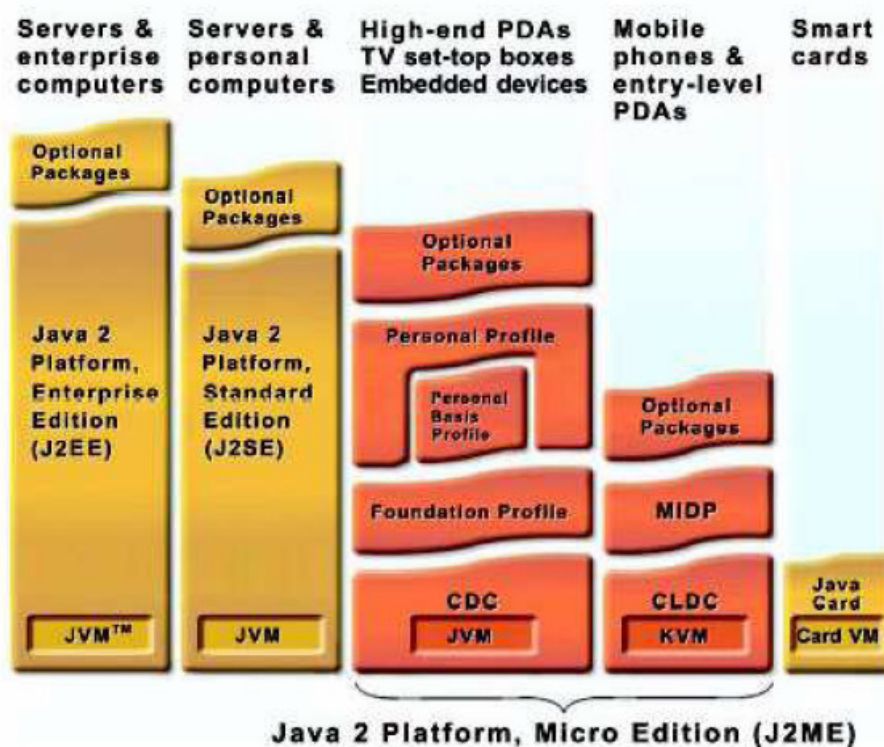 Servers &
enterprise
computers
Servers &
personal
computers
High-end PDAs
TV set-top boxes
Embedded devices
Mobile
phones &
entry-level
PDAs
Smart
cards
Optional
Packages
Java 2
Platform,
Enterprise
Edition
(J2EE)
JVM™
Optional
Packages
Java 2
Platform,
Standard
Edition
(J2SE)
JVM
Optional
Packages
Personal Profile
Personal
Basis
Profile
Foundation Profile
CDC
JVM
Optional
Packages
MIDP
CLDC
KVM
Java
Card
Card VM
Java 2 Platform, Micro Edition (J2ME)